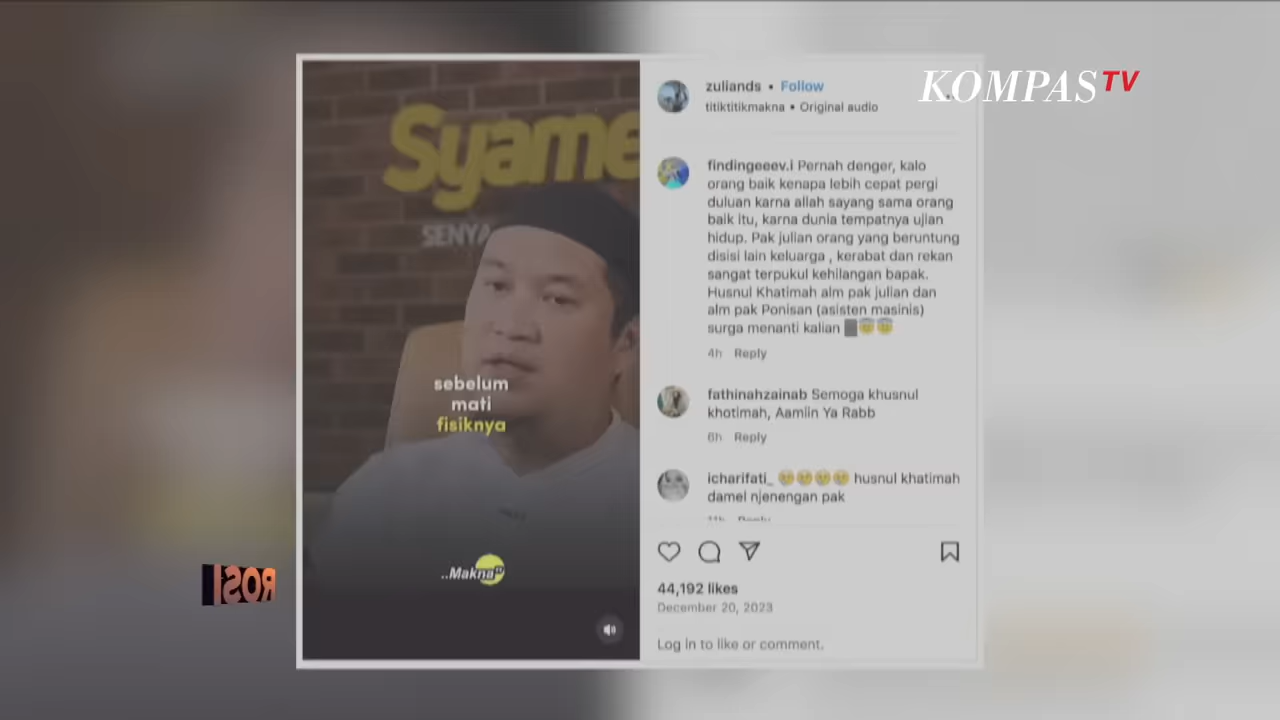 KOMPASTV
Syame
SENYA
sebelum
mati
fisiknya
..Makna
ROSI
zuliands • Follow
titiktitikmakna • Original audio
findingeeev.i Pernah denger, kalo
orang baik kenapa lebih cepat pergi
duluan karna allah sayang sama orang
baik itu, karna dunia tempatnya ujian
hidup. Pak julian orang yang beruntung
disisi lain keluarga , kerabat dan rekan
sangat terpukul kehilangan bapak.
Husnul Khatimah alm pak julian dan
alm pak Ponisan (asisten masinis)
surga menanti kalian
4h Reply
fathinahzainab Semoga khusnul
khotimah, Aamiin Ya Rabb
6h Reply
icharifati_ 🥹🥹🥹🥹 husnul khatimah
damel njenengan pak
11h Reply
44,192 likes
December 20, 2023
Log in to like or comment.